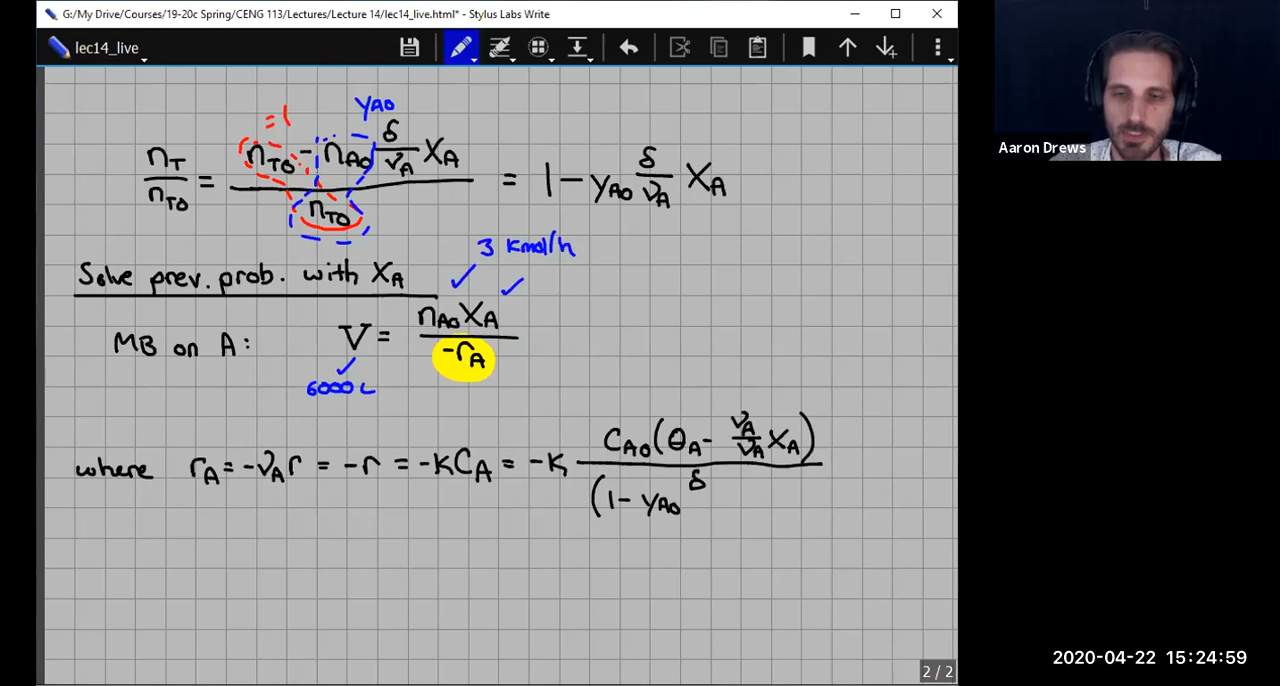 G:/My Drive/Courses/19-20c Spring/CENG 113/Lectures/Lecture 14/lec14_live.html* - Stylus Labs Write
lec14_live
Aaron Drews
yA0
=1
nT/nT0 = (nT0 - nA0 δ/νA XA)/nT0 = 1 - yA0 δ/νA XA
3 kmol/h
Solve prev. prob. with XA
MB on A: V = nA0 XA / -rA
6000 L
where rA = -νA r = -r = -kCA = -k CA0(θA - νA/νA XA) / (1 - yA0 δ
2 / 2
2020-04-22 15:24:59